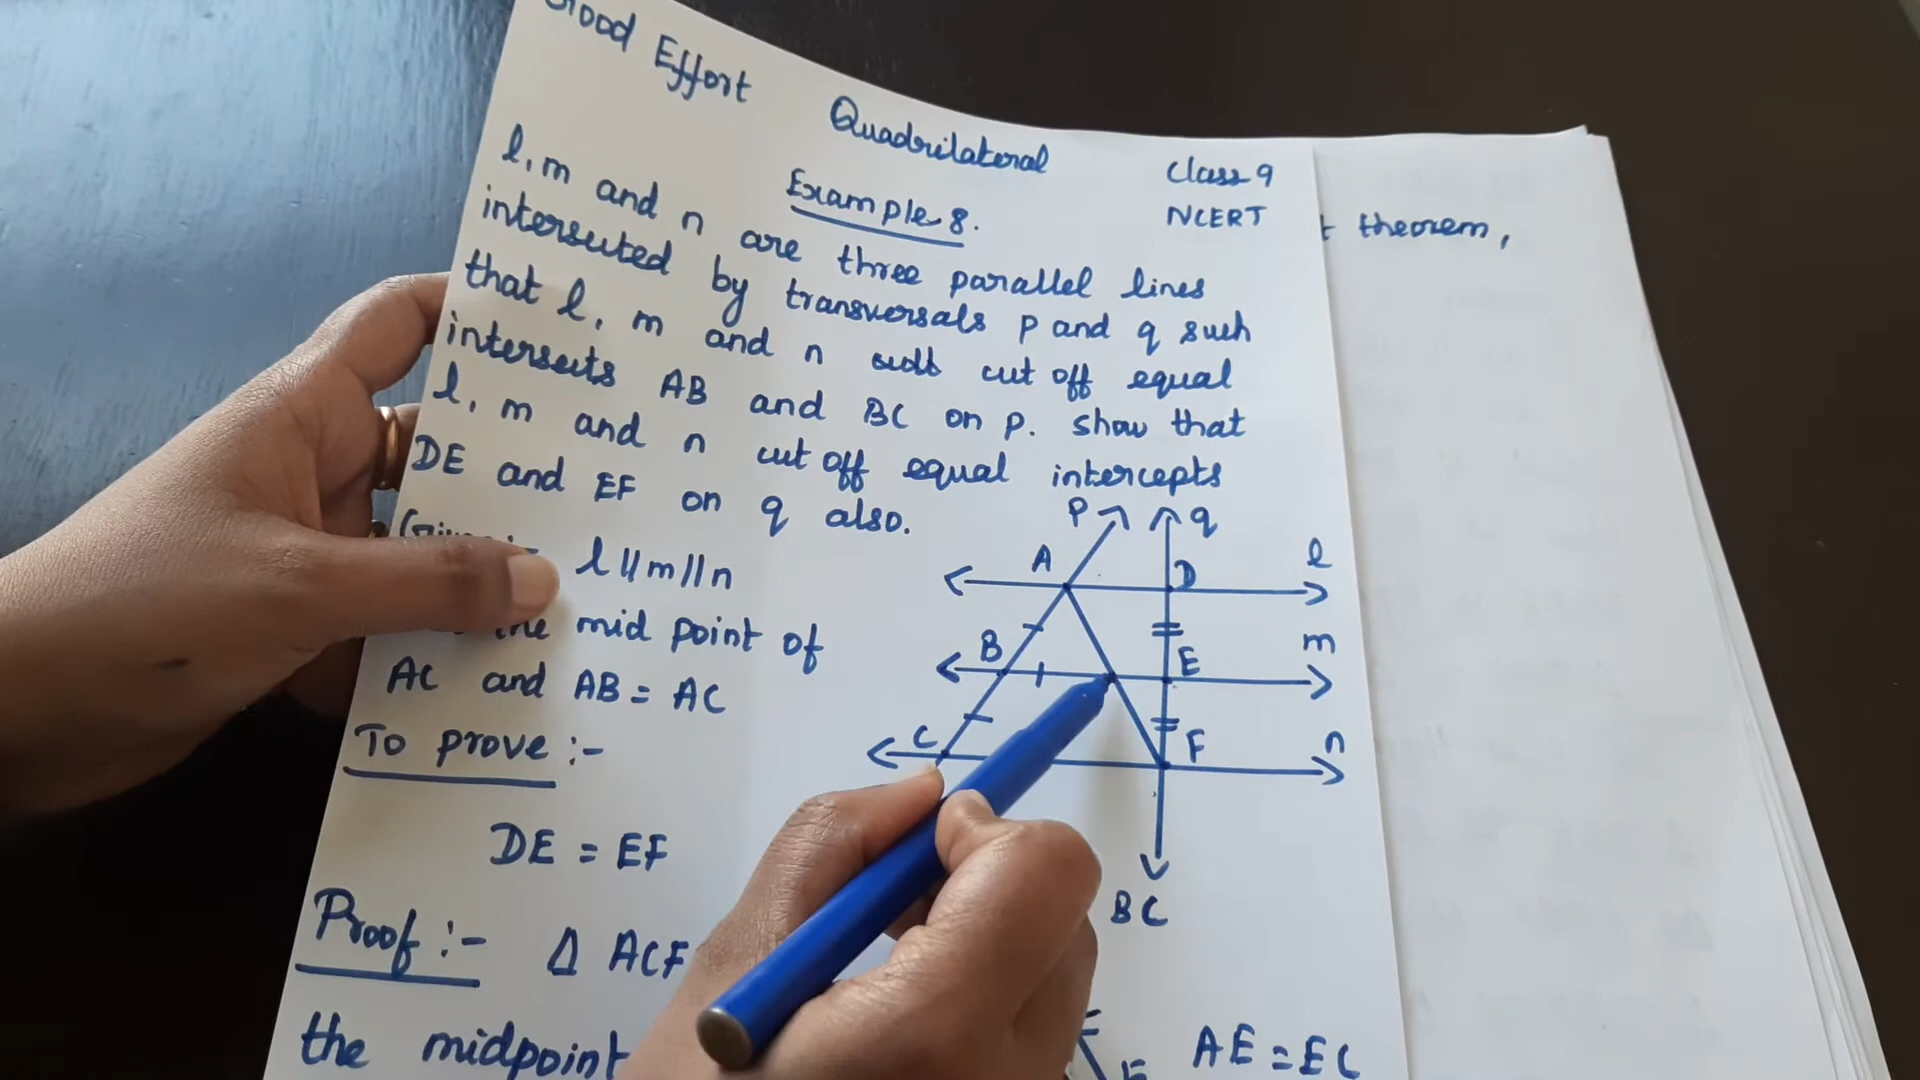 Good Effort
Quadrilateral
Class 9
NCERT
Example 8.
l, m and n are three parallel lines
intersuted by transversals p and q such
that l, m and n cut off equal
intersuts AB and BC on p. show that
l, m and n cut off equal intercepts
DE and EF on q also.
l || m || n
the mid point of
AC and AB = AC
To prove :-
DE = EF
Proof :- Δ ACF
the midpoint
theorem,
P q
A D l
B E m
C F n
BC
AE = EC